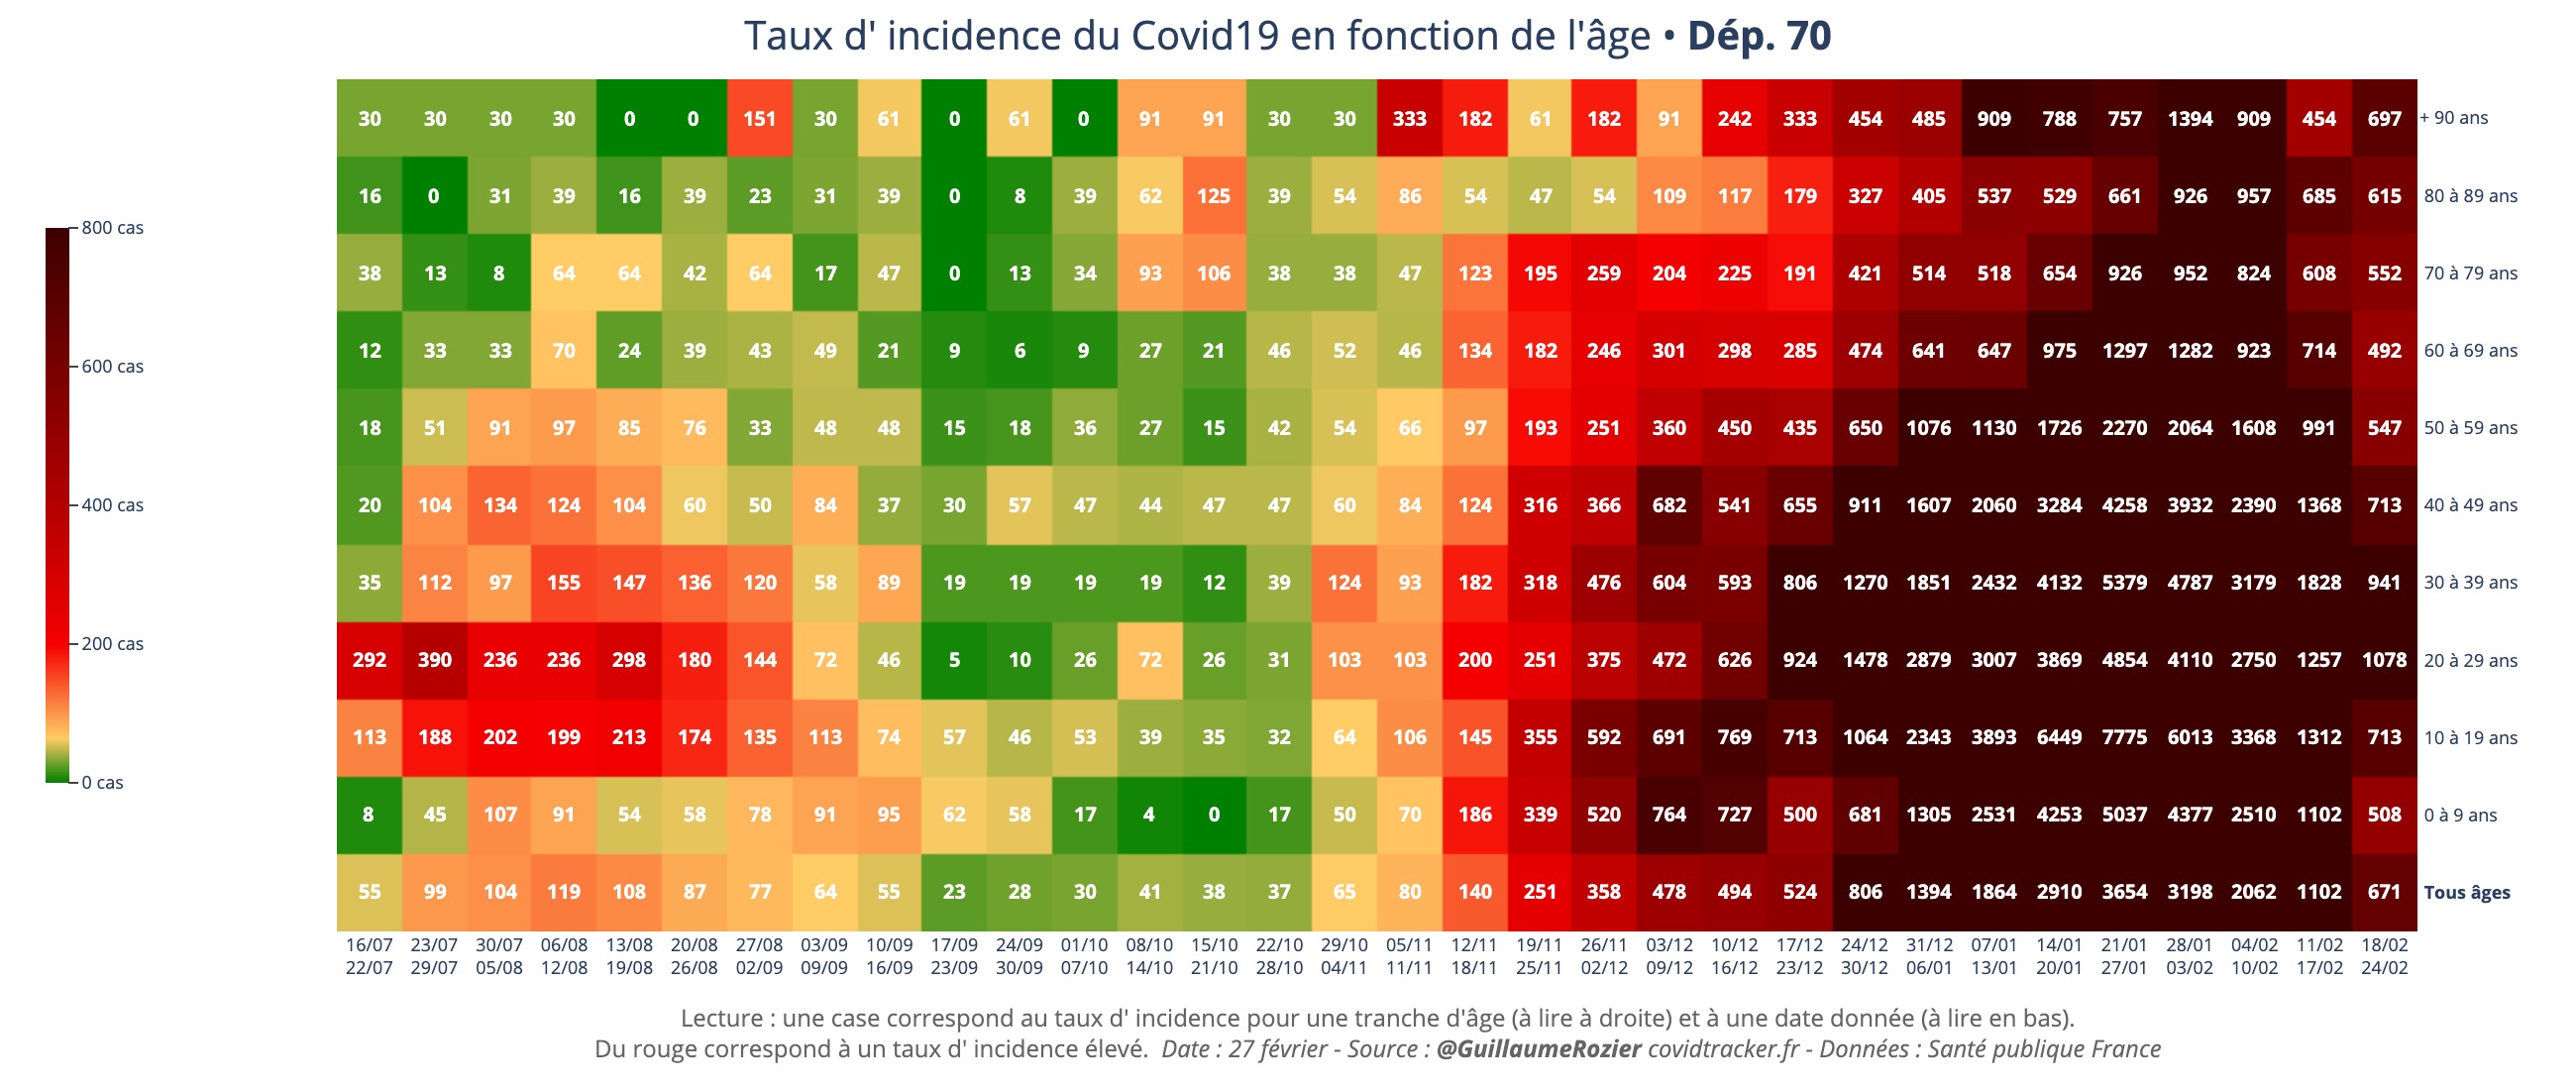 Taux d' incidence du Covid19 en fonction de l'âge • Dép. 70
30 30 30 30 0 0 151 30 61 0 61 0 91 91 30 30 333 182 61 182 91 242 333 454 485 909 788 757 1394 909 454 697 + 90 ans
16 0 31 39 16 39 23 31 39 0 8 39 62 125 39 54 86 54 47 54 109 117 179 327 405 537 529 661 926 957 685 615 80 à 89 ans
800 cas
38 13 8 64 64 42 64 17 47 0 13 34 93 106 38 38 47 123 195 259 204 225 191 421 514 518 654 926 952 824 608 552 70 à 79 ans
12 33 33 70 24 39 43 49 21 9 6 9 27 21 46 52 46 134 182 246 301 298 285 474 641 647 975 1297 1282 923 714 492 60 à 69 ans
600 cas
18 51 91 97 85 76 33 48 48 15 18 36 27 15 42 54 66 97 193 251 360 450 435 650 1076 1130 1726 2270 2064 1608 991 547 50 à 59 ans
400 cas
20 104 134 124 104 60 50 84 37 30 57 47 44 47 47 60 84 124 316 366 682 541 655 911 1607 2060 3284 4258 3932 2390 1368 713 40 à 49 ans
35 112 97 155 147 136 120 58 89 19 19 19 19 12 39 124 93 182 318 476 604 593 806 1270 1851 2432 4132 5379 4787 3179 1828 941 30 à 39 ans
200 cas
292 390 236 236 298 180 144 72 46 5 10 26 72 26 31 103 103 200 251 375 472 626 924 1478 2879 3007 3869 4854 4110 2750 1257 1078 20 à 29 ans
113 188 202 199 213 174 135 113 74 57 46 53 39 35 32 64 106 145 355 592 691 769 713 1064 2343 3893 6449 7775 6013 3368 1312 713 10 à 19 ans
0 cas
8 45 107 91 54 58 78 91 95 62 58 17 4 0 17 50 70 186 339 520 764 727 500 681 1305 2531 4253 5037 4377 2510 1102 508 0 à 9 ans
55 99 104 119 108 87 77 64 55 23 28 30 41 38 37 65 80 140 251 358 478 494 524 806 1394 1864 2910 3654 3198 2062 1102 671 Tous âges
16/07 23/07 30/07 06/08 13/08 20/08 27/08 03/09 10/09 17/09 24/09 01/10 08/10 15/10 22/10 29/10 05/11 12/11 19/11 26/11 03/12 10/12 17/12 24/12 31/12 07/01 14/01 21/01 28/01 04/02 11/02 18/02
22/07 29/07 05/08 12/08 19/08 26/08 02/09 09/09 16/09 23/09 30/09 07/10 14/10 21/10 28/10 04/11 11/11 18/11 25/11 02/12 09/12 16/12 23/12 30/12 06/01 13/01 20/01 27/01 03/02 10/02 17/02 24/02
Lecture : une case correspond au taux d' incidence pour une tranche d'âge (à lire à droite) et à une date donnée (à lire en bas).
Du rouge correspond à un taux d' incidence élevé. Date : 27 février - Source : @GuillaumeRozier covidtracker.fr - Données : Santé publique France